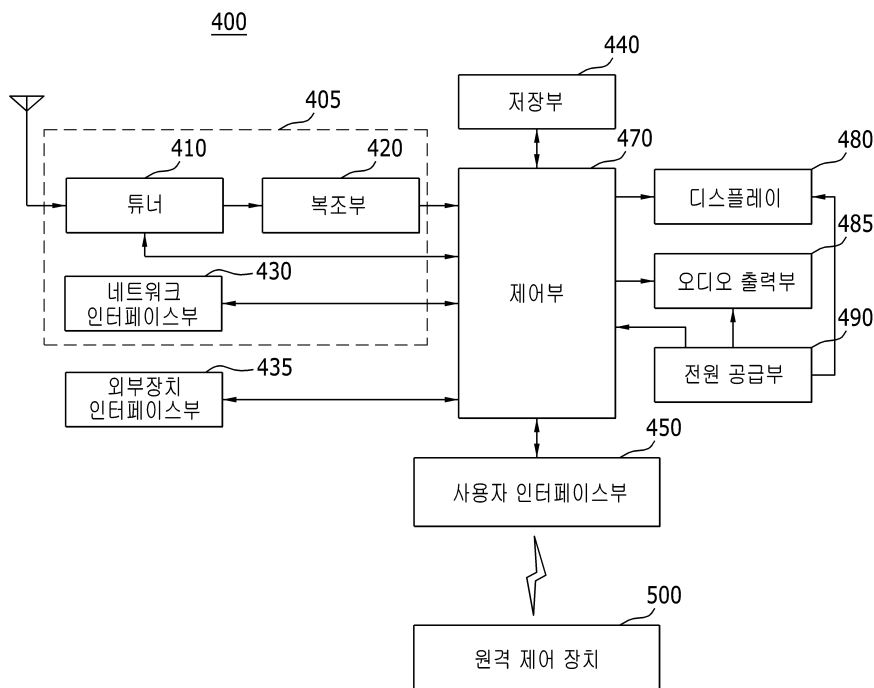 400
440
저장부
405
410
튜너
420
복조부
470
제어부
480
디스플레이
485
오디오 출력부
430
네트워크
인터페이스부
490
전원 공급부
435
외부장치
인터페이스부
450
사용자 인터페이스부
500
원격 제어 장치